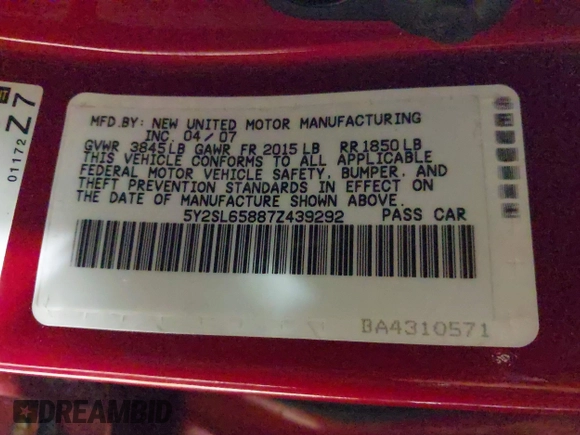 MFD.BY: NEW UNITED MOTOR MANUFACTURING
INC. 04/07
GVWR 3845LB GAWR FR 2015LB RR 1850LB
THIS VEHICLE CONFORMS TO ALL APPLICABLE
FEDERAL MOTOR VEHICLE SAFETY, BUMPER, AND
THEFT PREVENTION STANDARDS IN EFFECT ON
THE DATE OF MANUFACTURE SHOWN ABOVE.
5Y2SL65887Z439292 PASS CAR
BA4310571
Z7
01172
DREAMBID